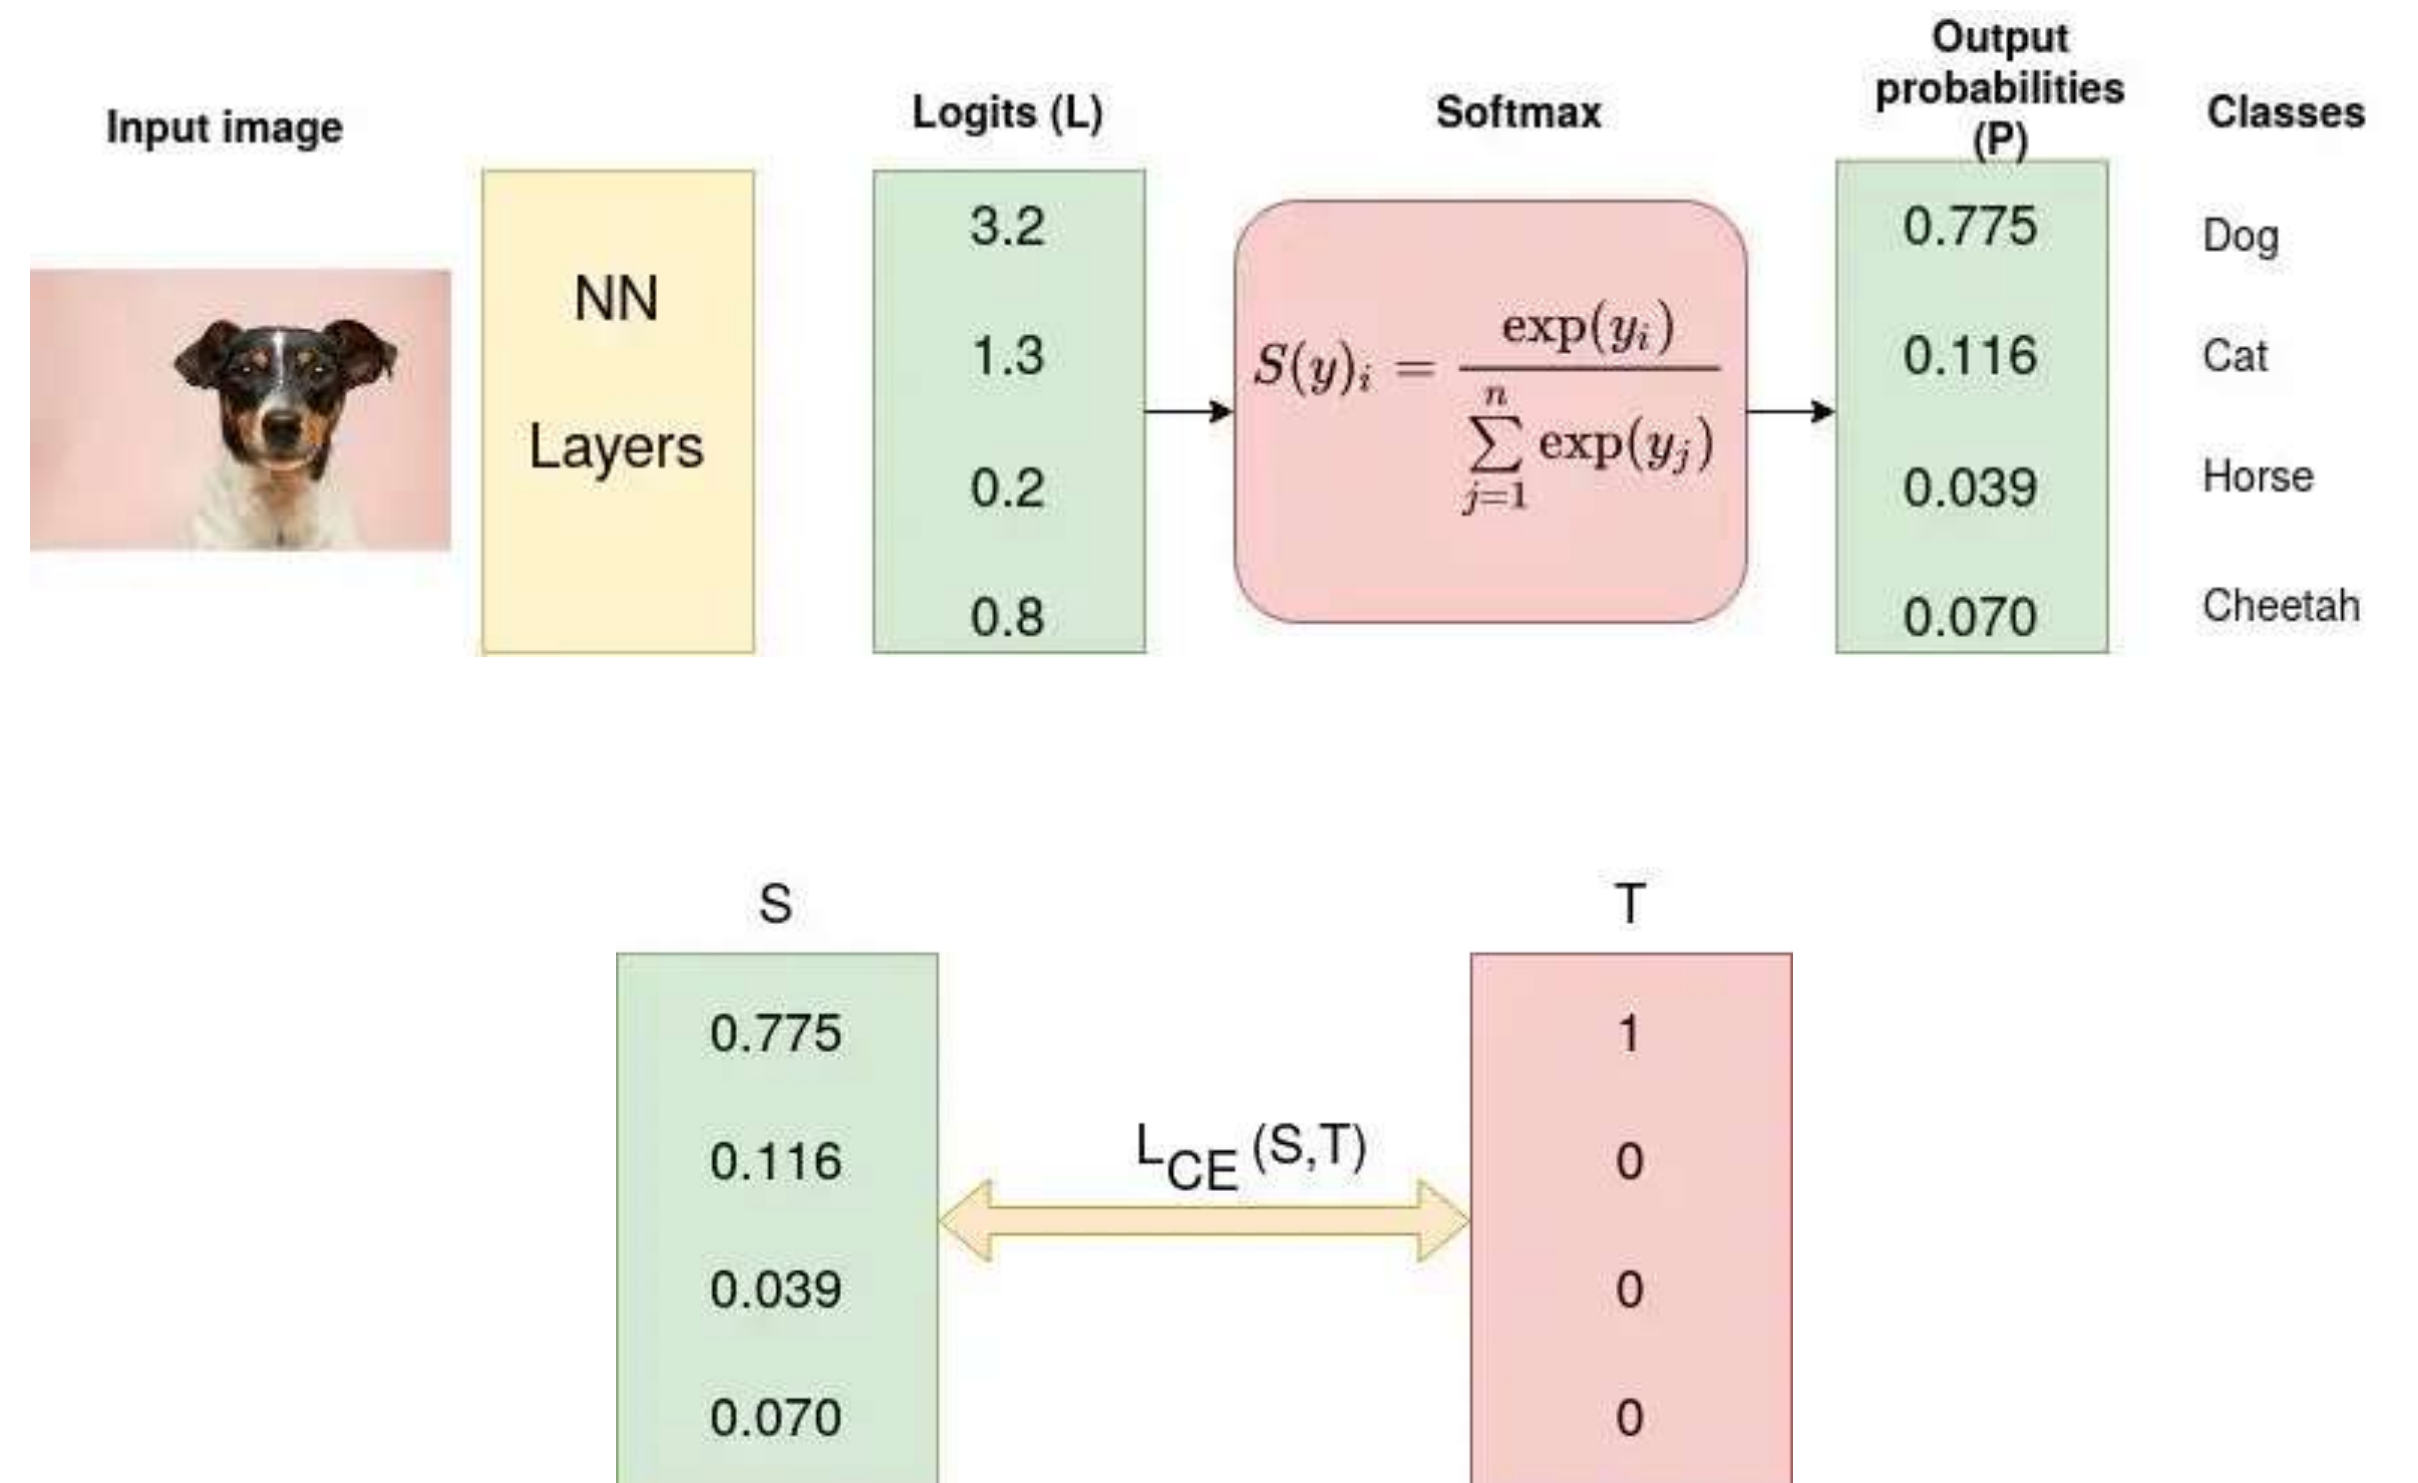 Input image
Logits (L)
Softmax
Output
probabilities
(P)
Classes
NN
Layers
3.2
1.3
0.2
0.8
S(y)_i = exp(y_i) / \sum_{j=1}^{n} exp(y_j)
0.775
0.116
0.039
0.070
Dog
Cat
Horse
Cheetah
S
0.775
0.116
0.039
0.070
L_CE (S,T)
T
1
0
0
0